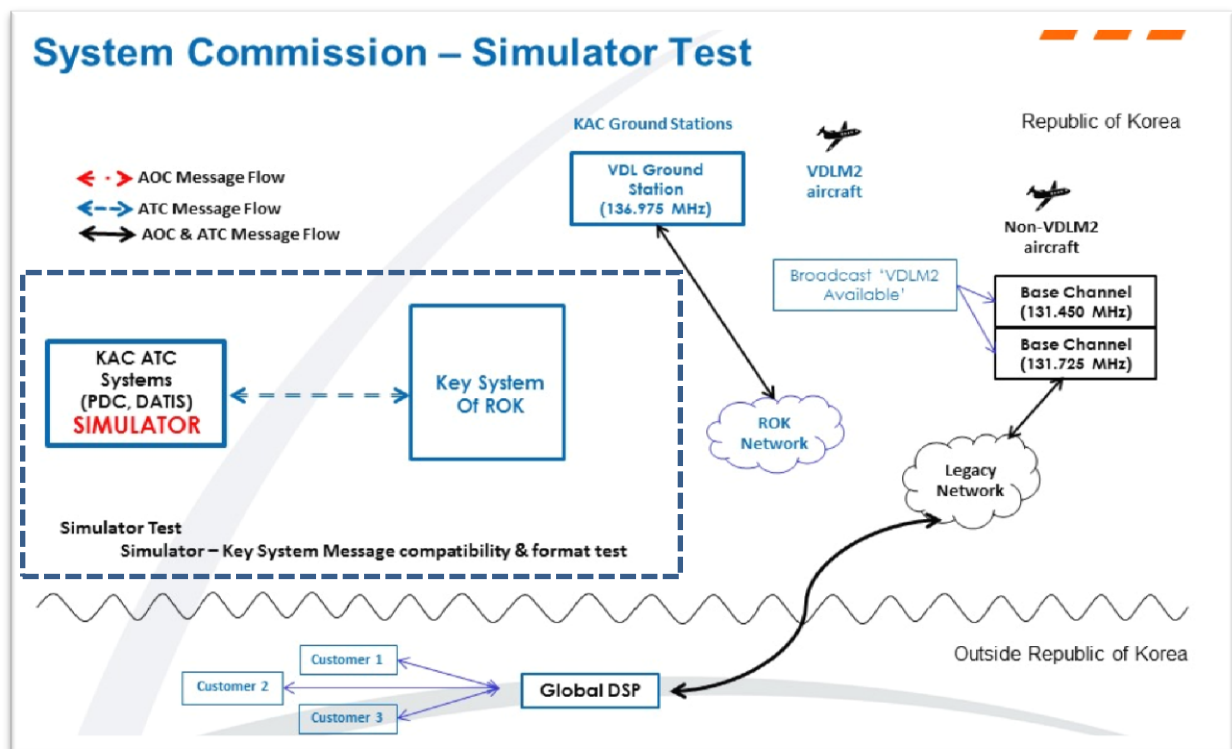 System Commission – Simulator Test
KAC Ground Stations
Republic of Korea
VDL Ground
Station
(136.975 MHz)
VDLM2
aircraft
AOC Message Flow
ATC Message Flow
AOC & ATC Message Flow
Non-VDLM2
aircraft
Broadcast ‘VDLM2
Available’
Base Channel
(131.450 MHz)
Base Channel
(131.725 MHz)
KAC ATC
Systems
(PDC, DATIS)
SIMULATOR
Key System
Of ROK
ROK
Network
Legacy
Network
Simulator Test
Simulator – Key System Message compatibility & format test
Outside Republic of Korea
Customer 1
Customer 2
Customer 3
Global DSP